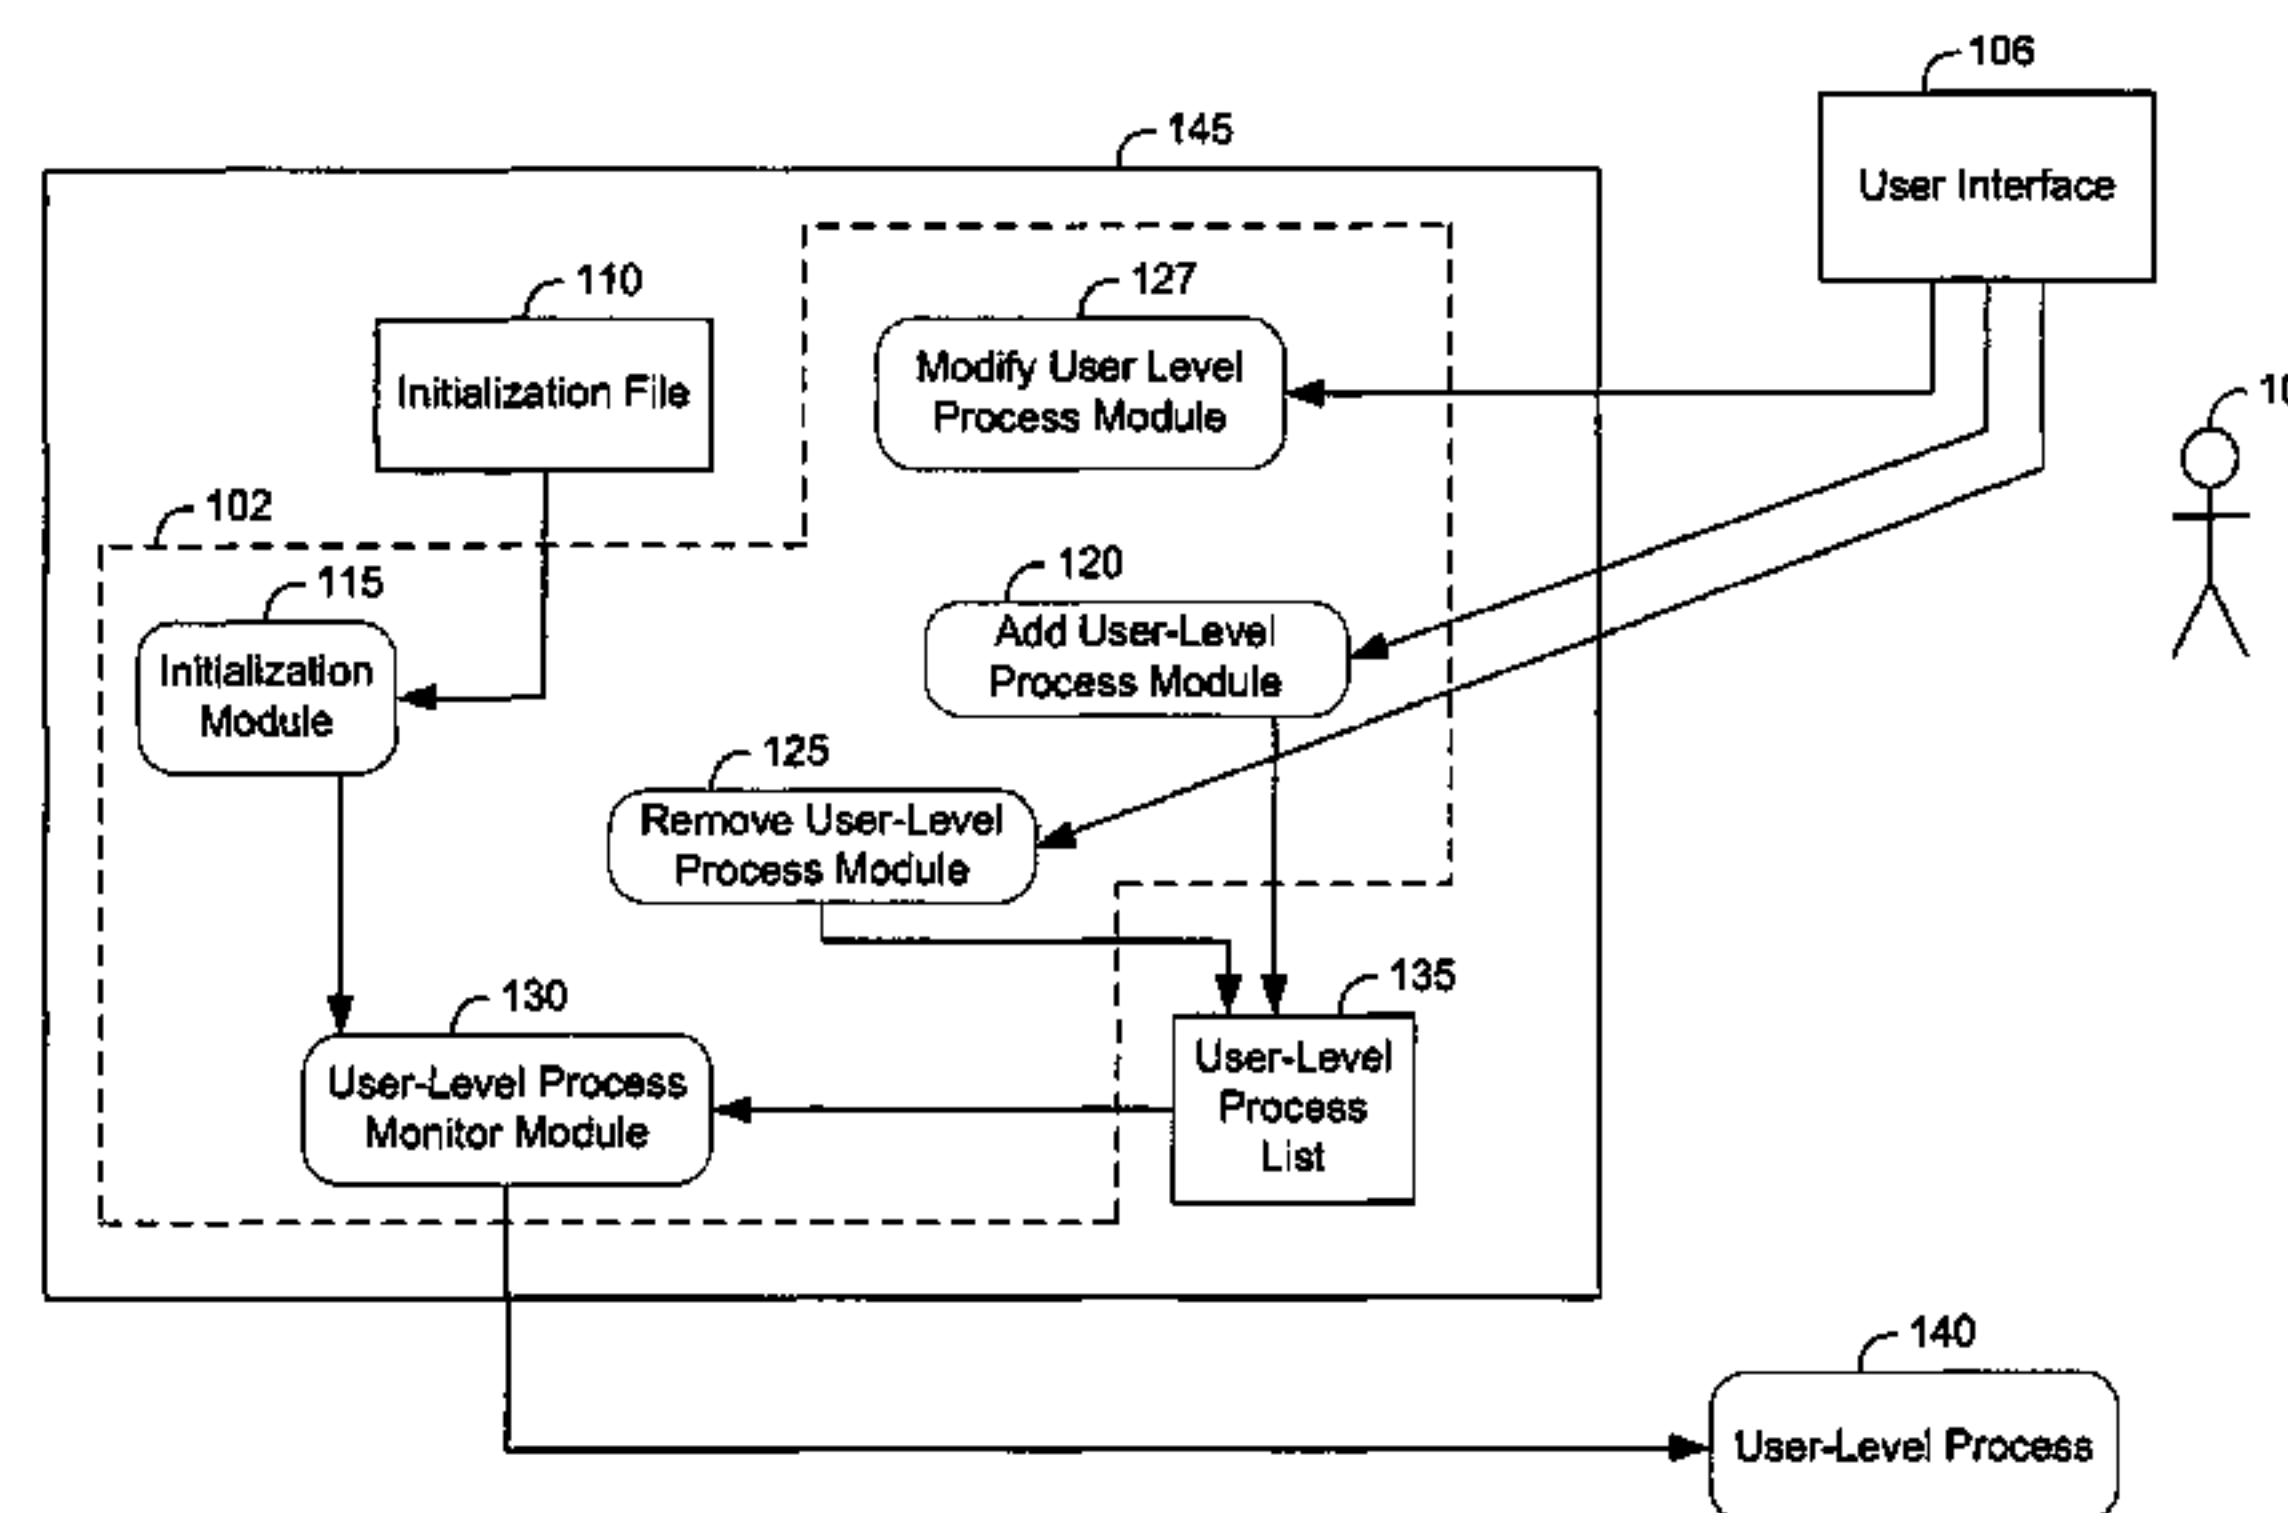 106
145
User Interface
110
127
Initialization File
Modify User Level
Process Module
102
115
120
Initialization
Module
Add User-Level
Process Module
125
Remove User-Level
Process Module
130
135
User-Level Process
Monitor Module
User-Level
Process
List
140
User-Level Process